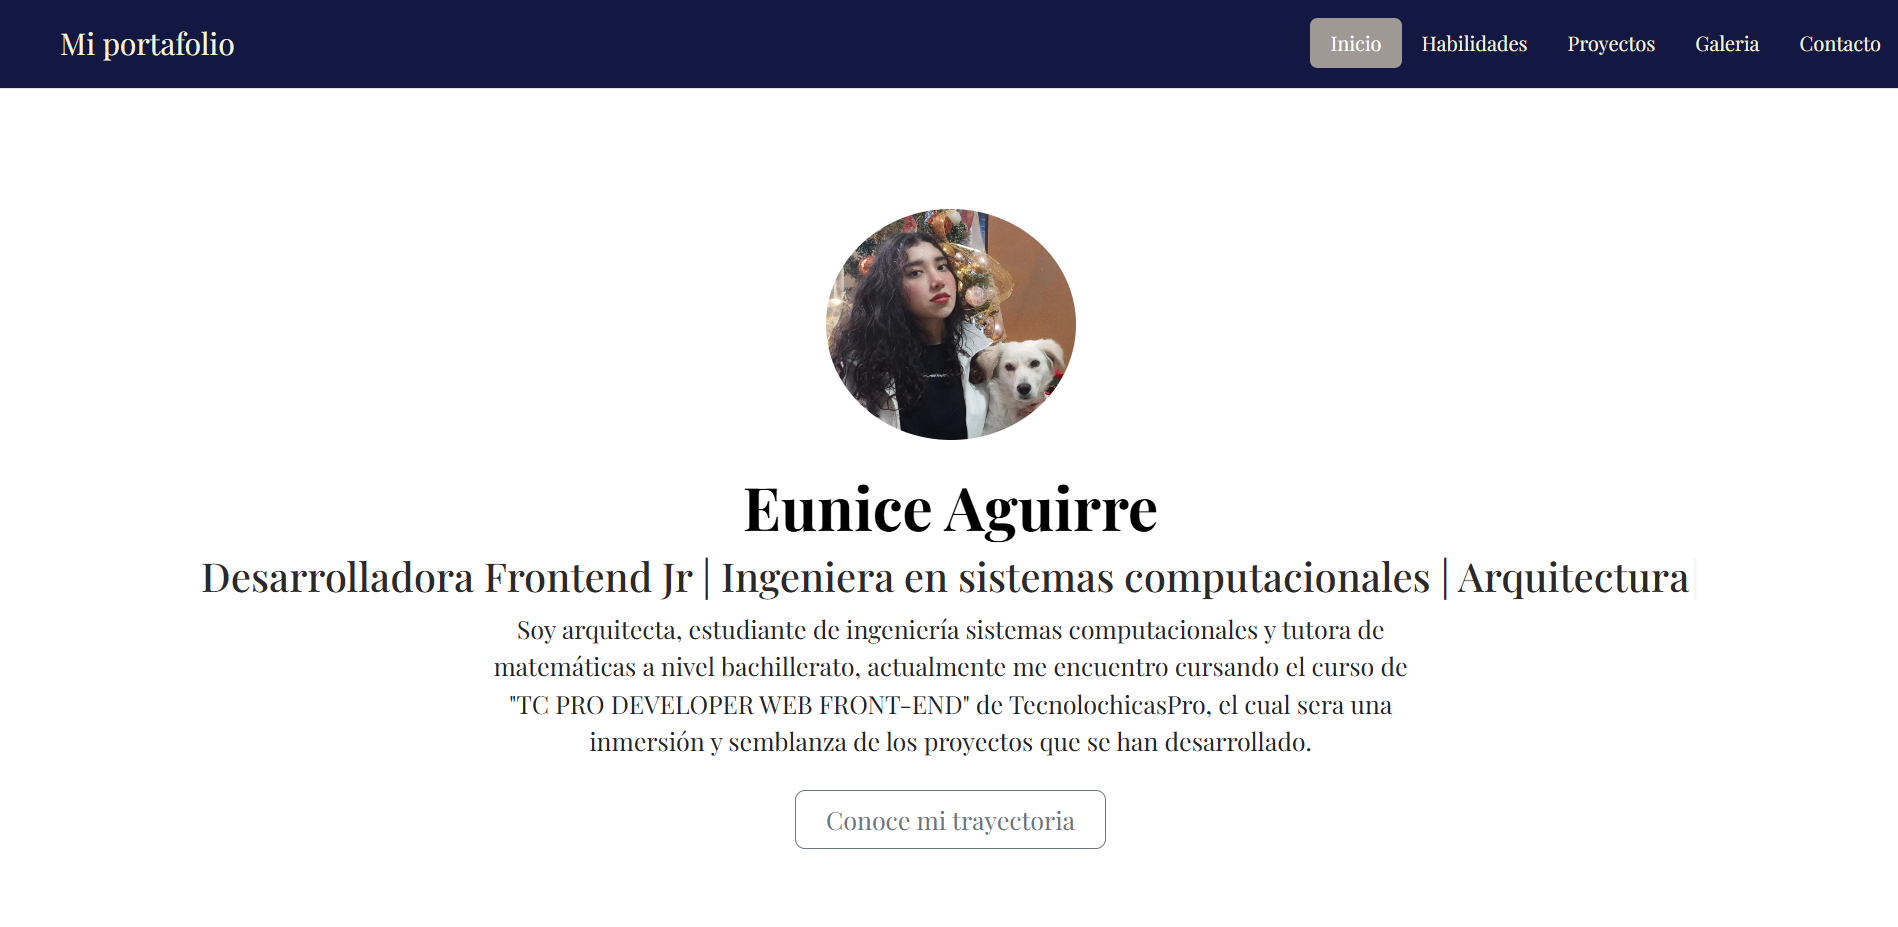 Mi portafolio
Inicio
Habilidades
Proyectos
Galeria
Contacto
Eunice Aguirre
Desarrolladora Frontend Jr | Ingeniera en sistemas computacionales | Arquitectura
Soy arquitecta, estudiante de ingeniería sistemas computacionales y tutora de
matemáticas a nivel bachillerato, actualmente me encuentro cursando el curso de
"TC PRO DEVELOPER WEB FRONT-END" de TecnolochicasPro, el cual sera una
inmersión y semblanza de los proyectos que se han desarrollado.
Conoce mi trayectoria